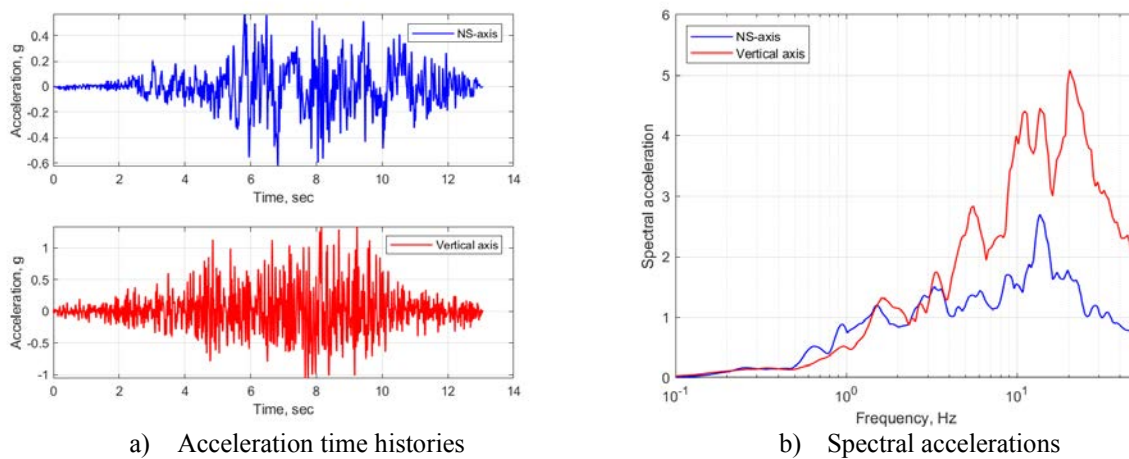 NS-axis
Acceleration, g
0.4
0.2
0
-0.2
-0.4
-0.6
0 2 4 6 8 10 12 14
Time, sec
Vertical axis
Acceleration, g
1
0.5
0
-0.5
-1
0 2 4 6 8 10 12 14
Time, sec
a) Acceleration time histories
NS-axis
Vertical axis
Spectral acceleration
6
5
4
3
2
1
0
10-1 100 101
Frequency, Hz
b) Spectral accelerations